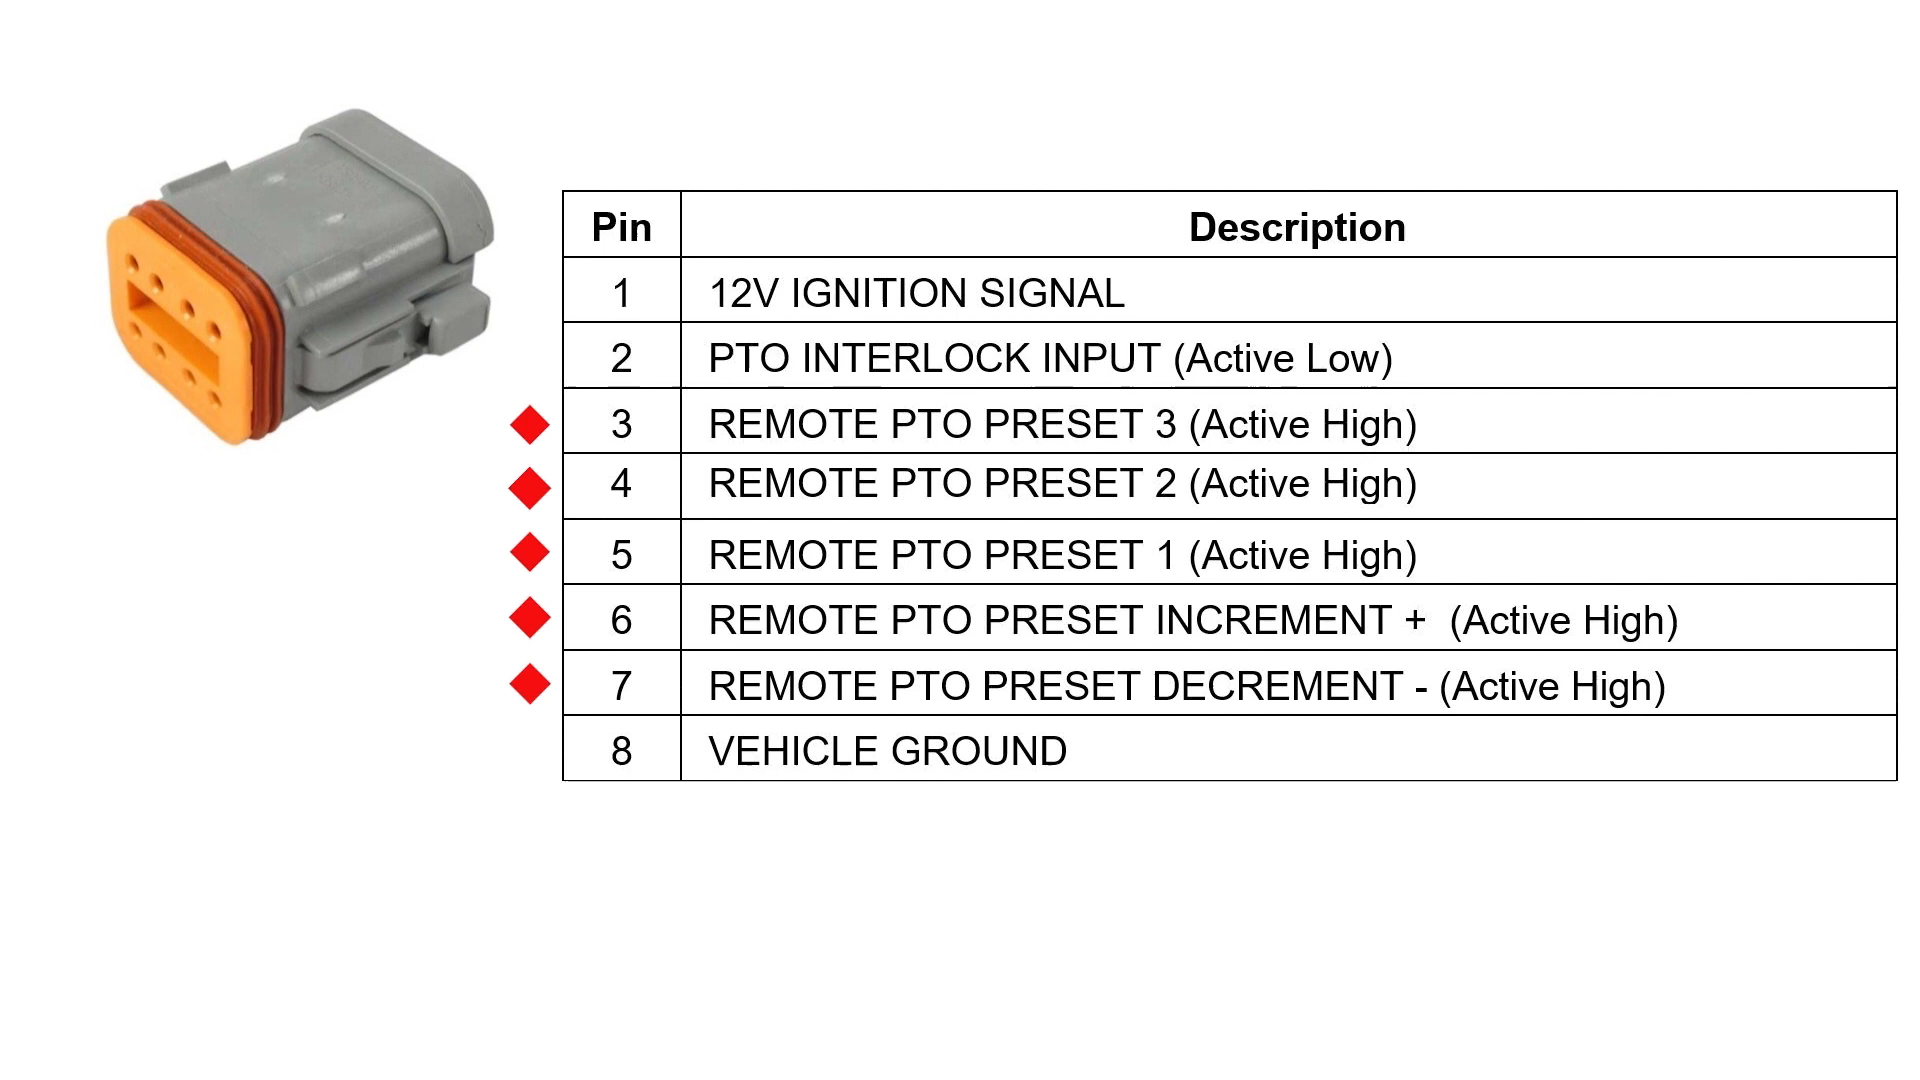 Pin Description
1 12V IGNITION SIGNAL
2 PTO INTERLOCK INPUT (Active Low)
3 REMOTE PTO PRESET 3 (Active High)
4 REMOTE PTO PRESET 2 (Active High)
5 REMOTE PTO PRESET 1 (Active High)
6 REMOTE PTO PRESET INCREMENT + (Active High)
7 REMOTE PTO PRESET DECREMENT - (Active High)
8 VEHICLE GROUND